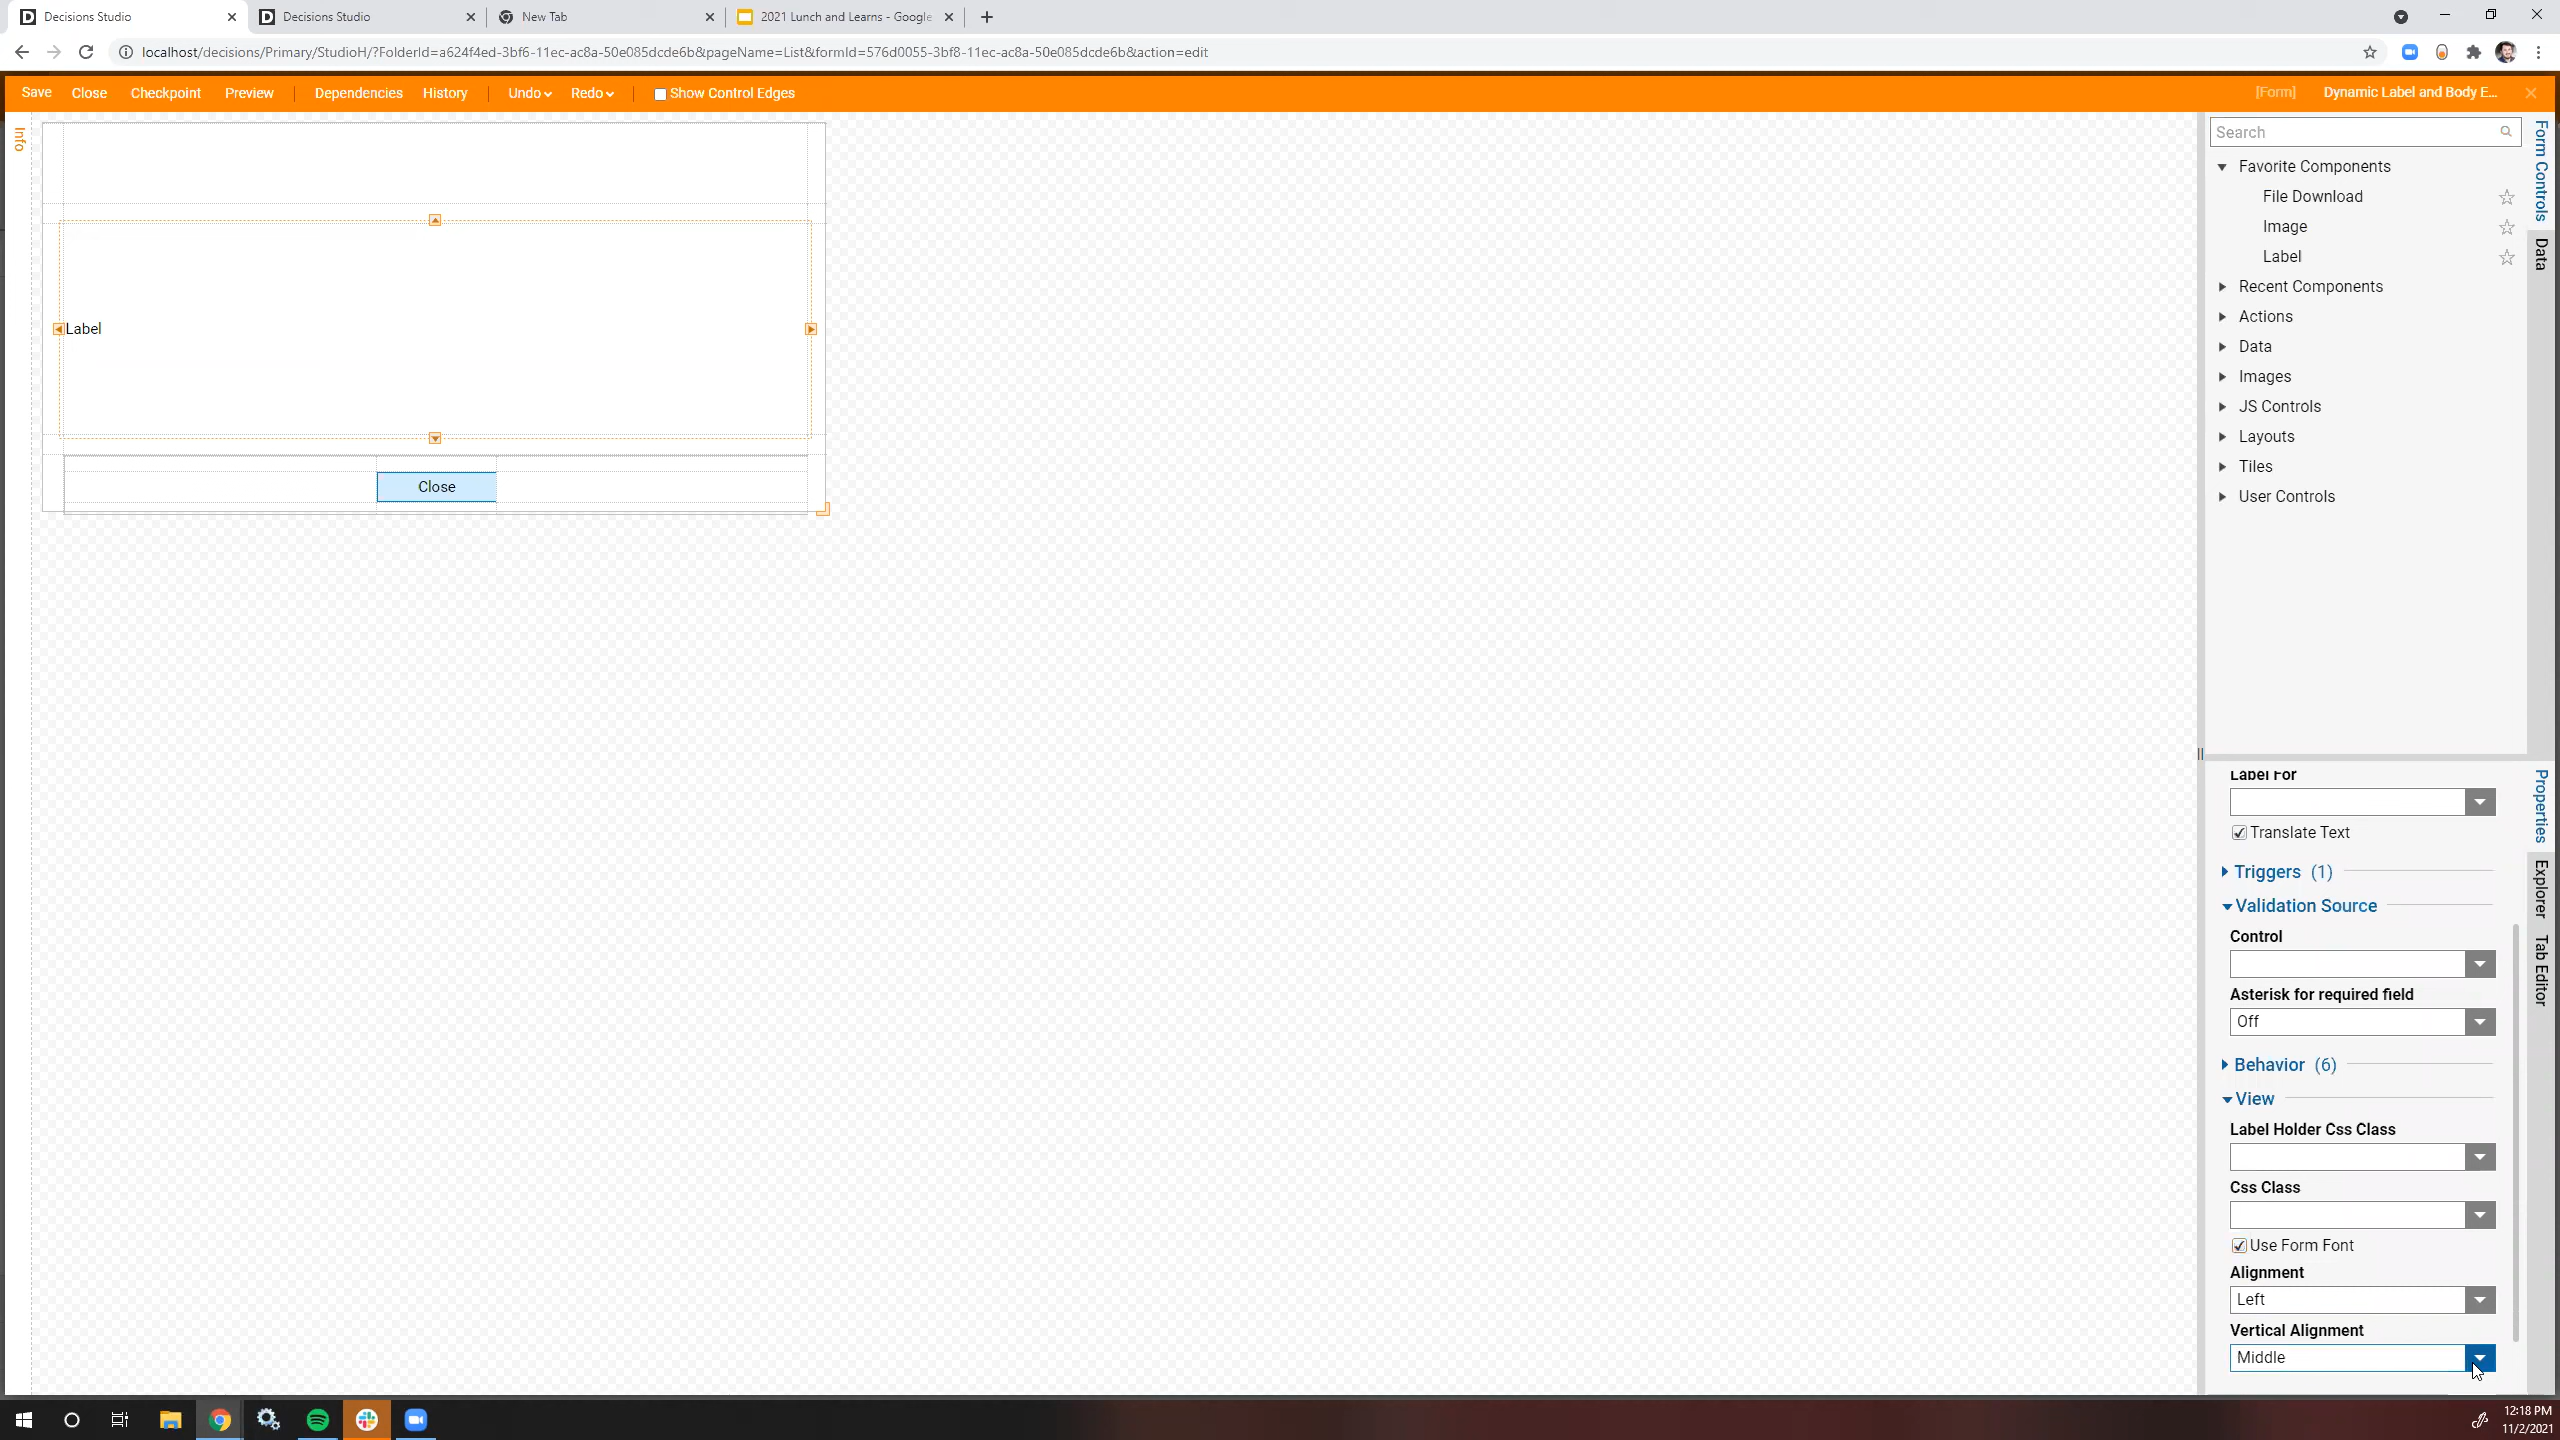 Decisions Studio
Decisions Studio
New Tab
2021 Lunch and Learns - Google
localhost/decisions/Primary/StudioH/?FolderId=a624f4ed-3bf6-11ec-ac8a-50e085dcde6b&pageName=List&formId=576d0055-3bf8-11ec-ac8a-50e085dcde6b&action=edit
Save Close Checkpoint Preview Dependencies History Undo Redo Show Control Edges [Form] Dynamic Label and Body E...
Info
Label
Close
Search
Favorite Components
File Download
Image
Label
Recent Components
Actions
Data
Images
JS Controls
Layouts
Tiles
User Controls
Form Controls
Data
Label For
Translate Text
Triggers (1)
Validation Source
Control
Asterisk for required field
Off
Behavior (6)
View
Label Holder Css Class
Css Class
Use Form Font
Alignment
Left
Vertical Alignment
Middle
Properties
Explorer
Tab Editor
12:18 PM
11/2/2021